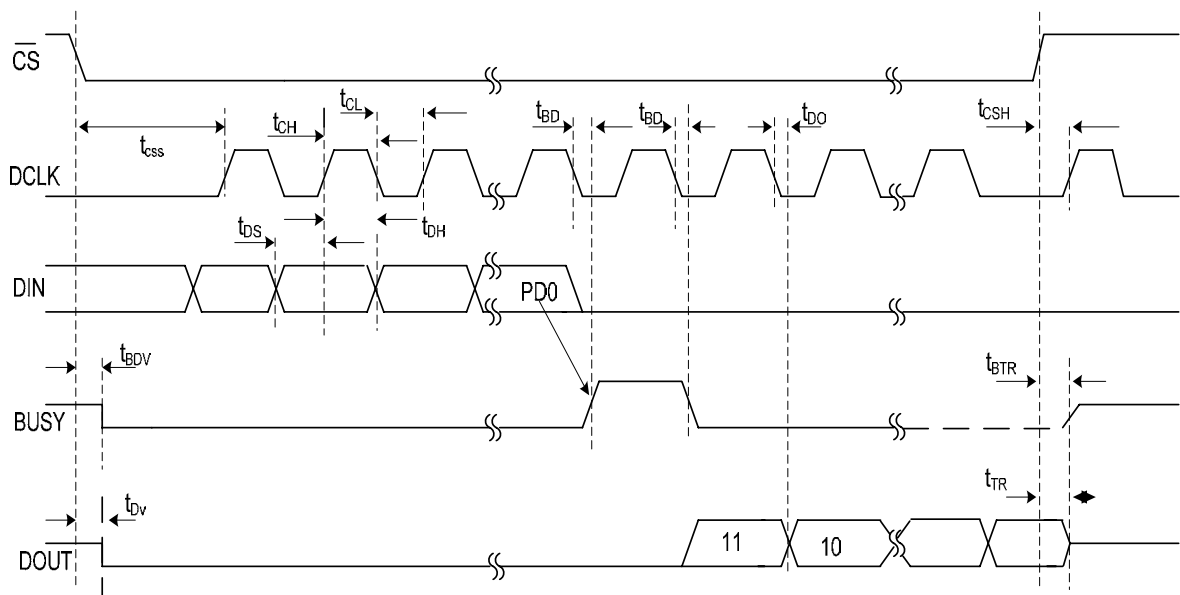 CS
tCSS
tCH
tCL
tBD
tBD
tDO
tCSH
DCLK
tDS
tDH
DIN
PD0
tBDV
tBTR
BUSY
tDv
tTR
DOUT
11
10